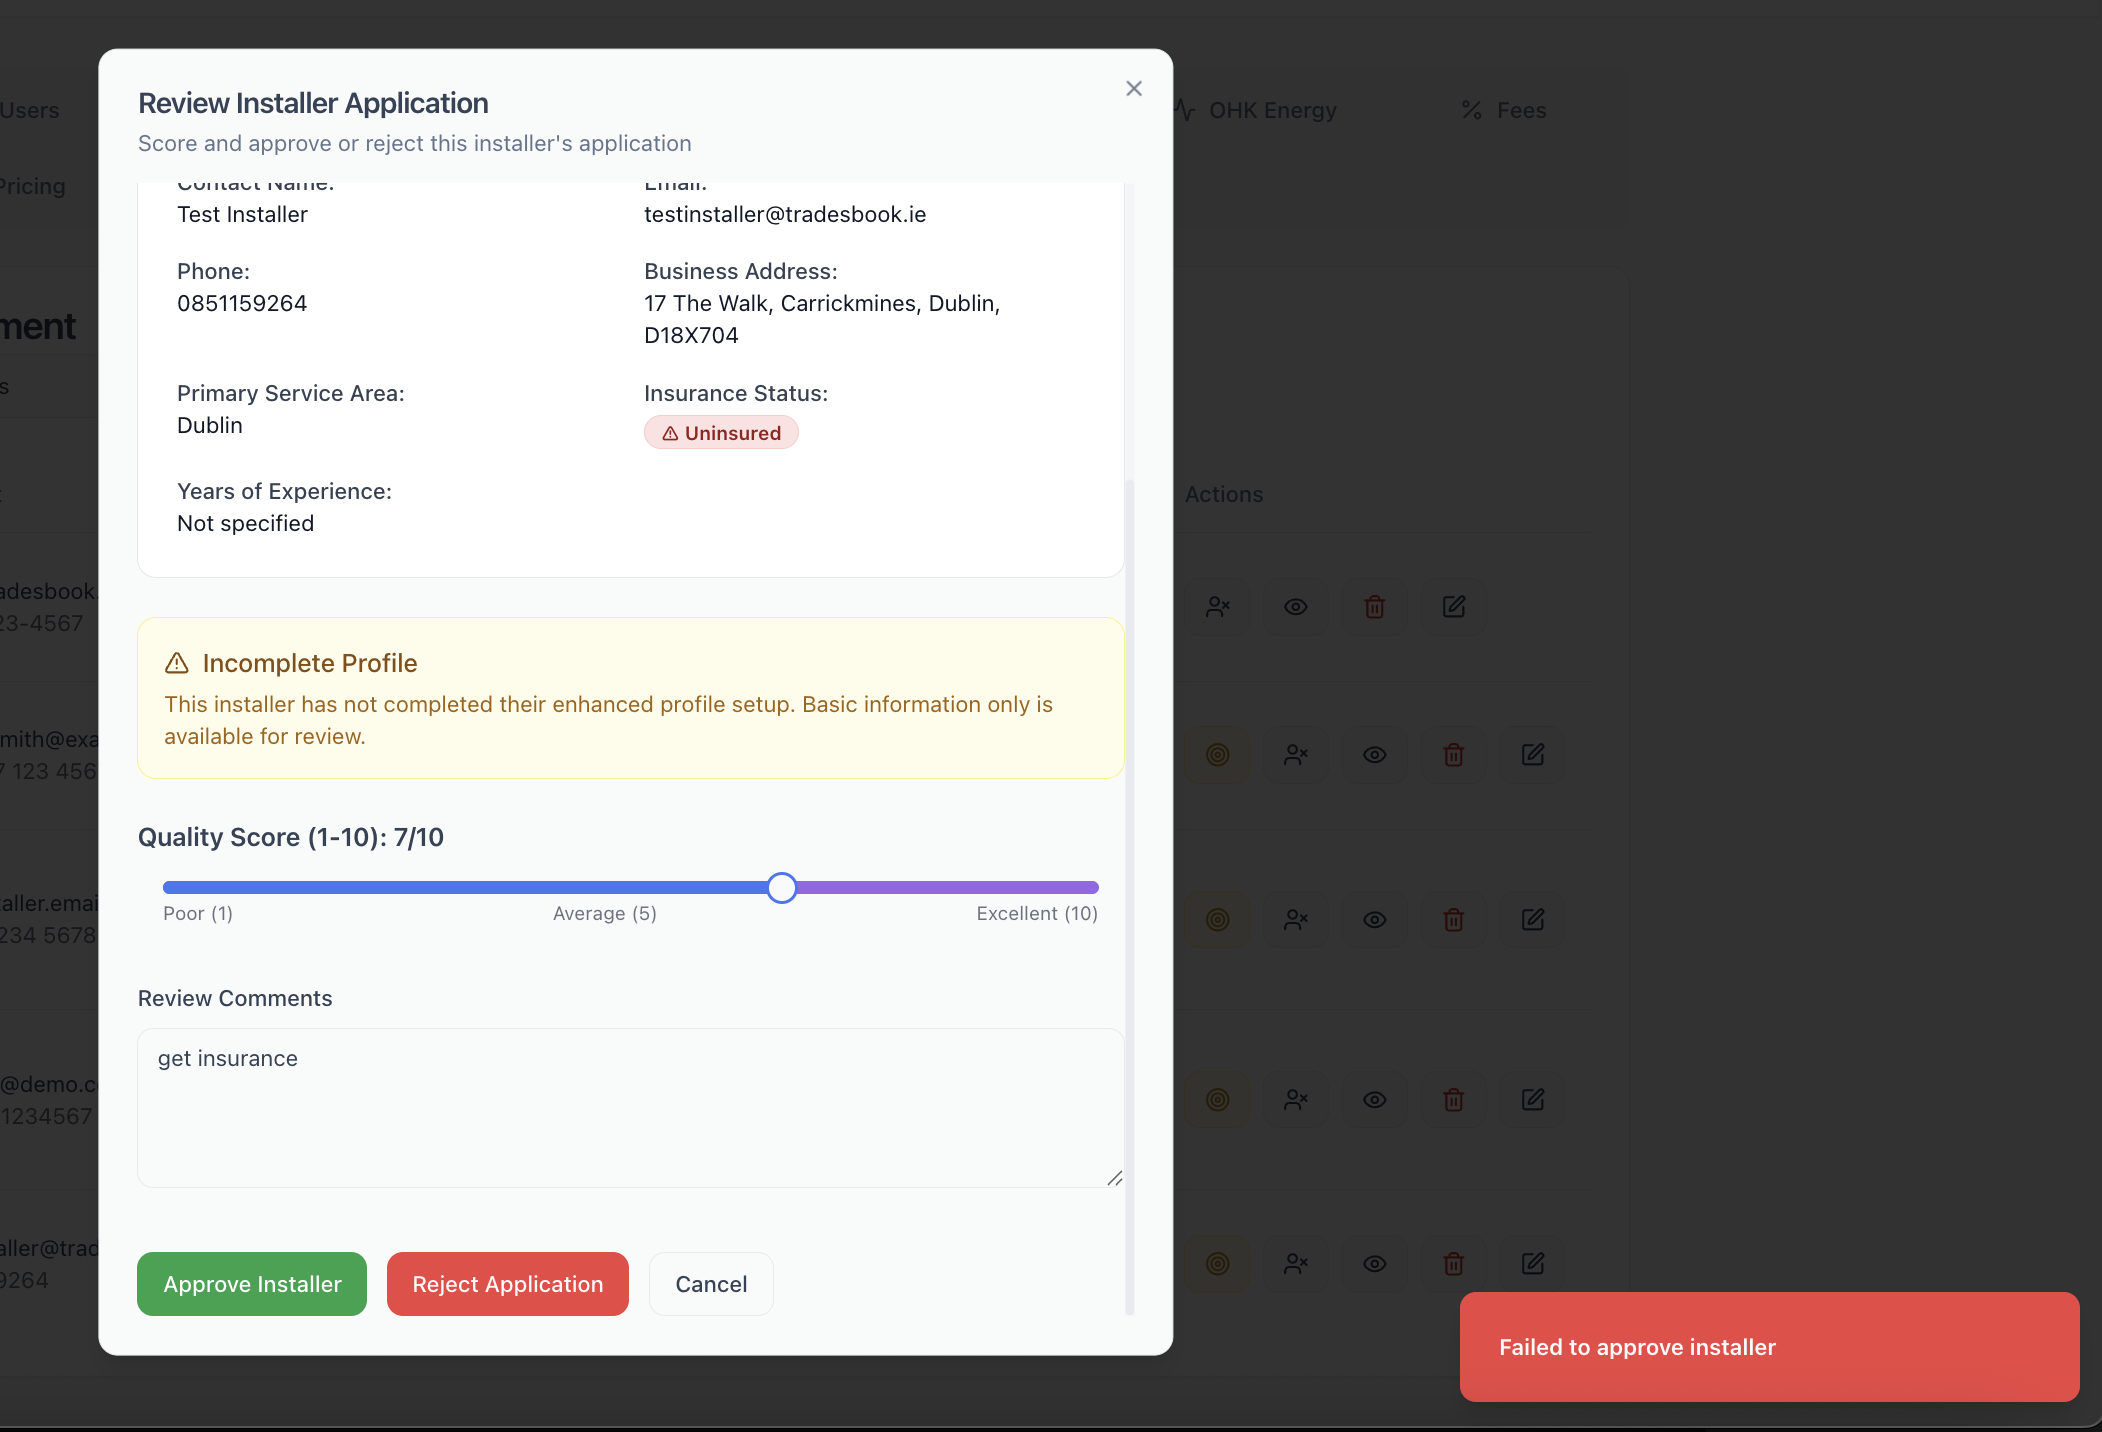 Users
OHK Energy
Fees
Pricing
Review Installer Application
Score and approve or reject this installer's application
Contact Name:
Test Installer
Email:
testinstaller@tradesbook.ie
Phone:
0851159264
Business Address:
17 The Walk, Carrickmines, Dublin,
D18X704
Primary Service Area:
Dublin
Insurance Status:
Uninsured
Years of Experience:
Not specified
Incomplete Profile
This installer has not completed their enhanced profile setup. Basic information only is
available for review.
Quality Score (1-10): 7/10
Poor (1)
Average (5)
Excellent (10)
Review Comments
get insurance
Approve Installer
Reject Application
Cancel
ment
s
adesbook.
23-4567
mith@exa
7 123 456
taller.emai
234 5678
@demo.c
1234567
aller@trad
9264
Actions
Failed to approve installer